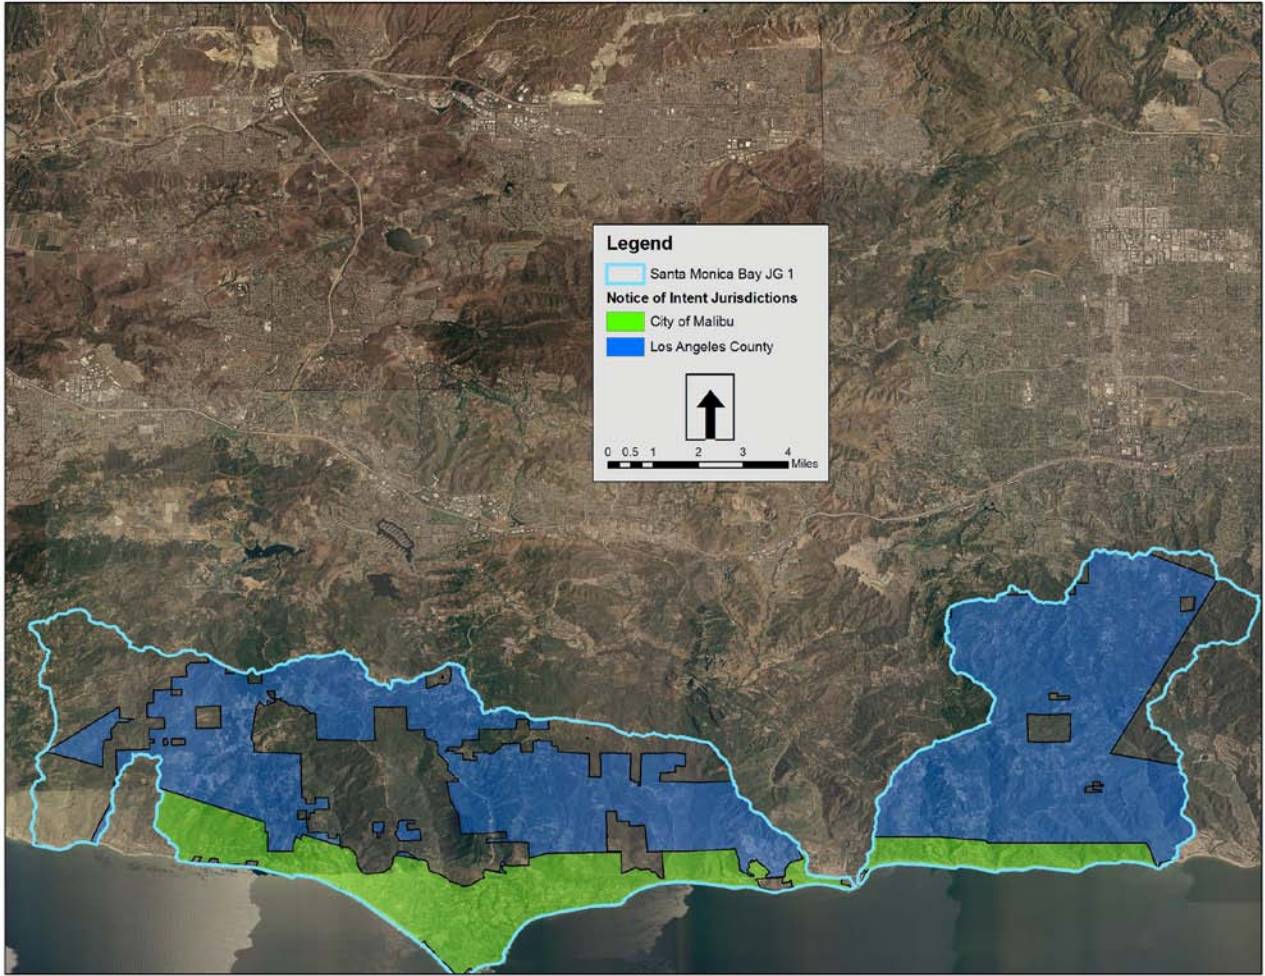 Legend
Santa Monica Bay JG 1
Notice of Intent Jurisdictions
City of Malibu
Los Angeles County
0 0.5 1 2 3 4
Miles